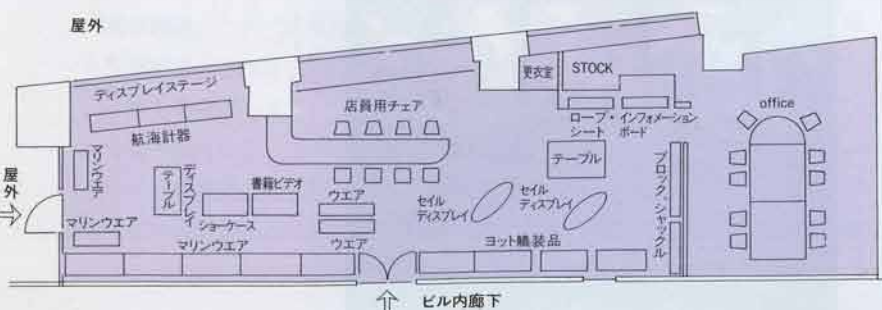 屋外
ディスプレイステージ
航海計器
店員用チェア
更衣室
STOCK
ロープ・
シート
インフォメーション
ボード
office
屋外
マリンウエア
テーブル
ディスプレイ
書籍ビデオ
ショーケース
ウエア
ウエア
マリンウエア
マリンウエア
セイル
ディスプレイ
セイル
ディスプレイ
テーブル
ブロック、シャックル
ヨット艤装品
ビル内廊下